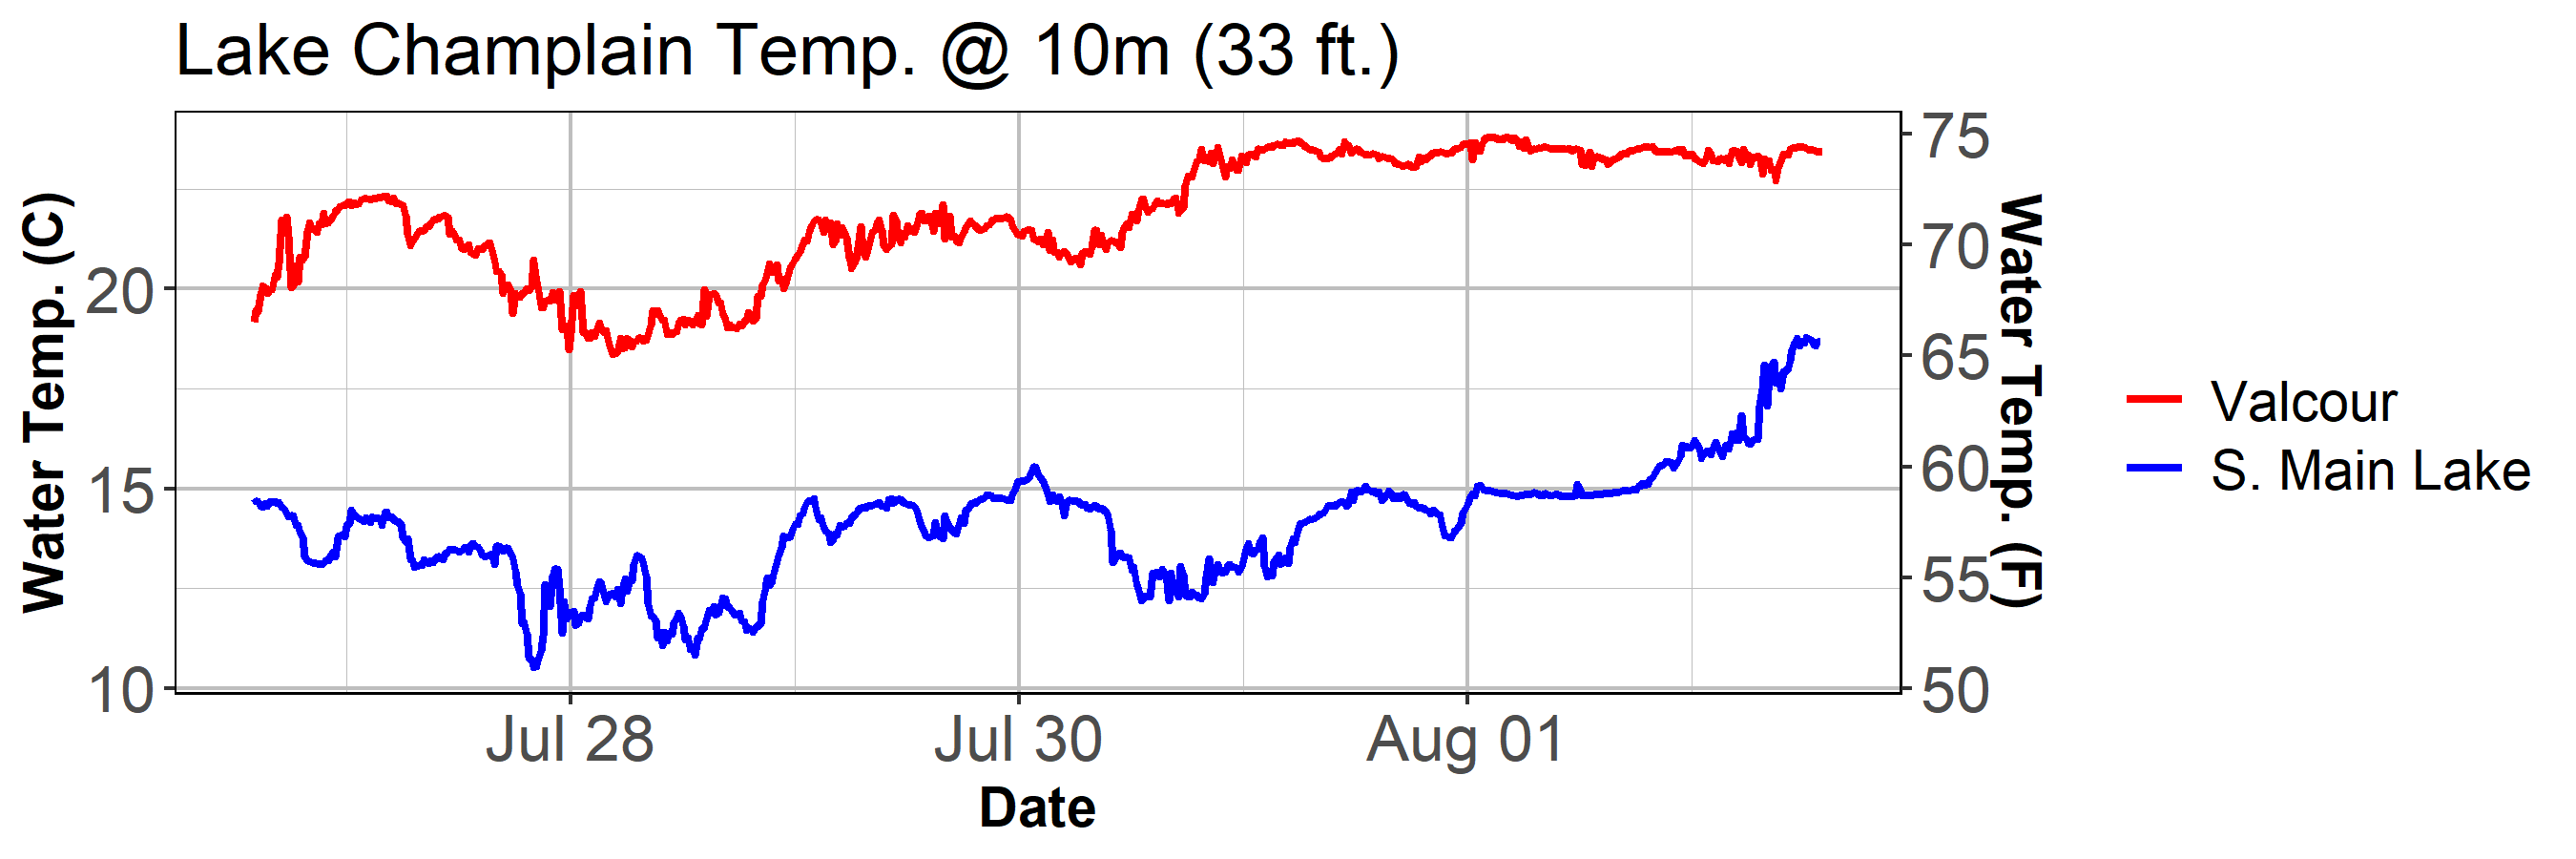 Lake Champlain Temp. @ 10m (33 ft.)
Water Temp. (C)
20
15
10
75
70
65
60
55
50
Water Temp. (F)
Jul 28
Jul 30
Aug 01
Date
Valcour
S. Main Lake